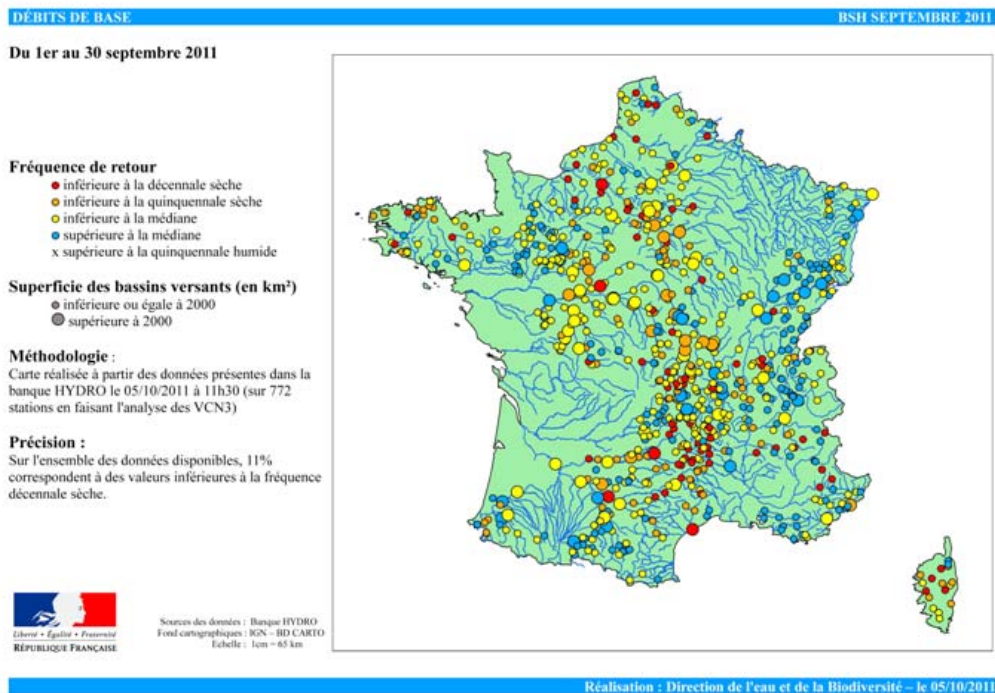 DÉBITS DE BASE
BSH SEPTEMBRE 2011
Du 1er au 30 septembre 2011
Fréquence de retour
inférieure à la décennale sèche
inférieure à la quinquennale sèche
inférieure à la médiane
supérieure à la médiane
x supérieure à la quinquennale humide
Superficie des bassins versants (en km²)
inférieure ou égale à 2000
supérieure à 2000
Méthodologie :
Carte réalisée à partir des données présentes dans la
banque HYDRO le 05/10/2011 à 11h30 (sur 772
stations en faisant l'analyse des VCN3)
Précision :
Sur l'ensemble des données disponibles, 11%
correspondent à des valeurs inférieures à la fréquence
décennale sèche.
Liberté • Égalité • Fraternité
RÉPUBLIQUE FRANÇAISE
Sources des données : Banque HYDRO
Fond cartographiques : IGN – BD CARTO
Echelle : 1cm = 65 km
Réalisation : Direction de l'eau et de la Biodiversité – le 05/10/2011